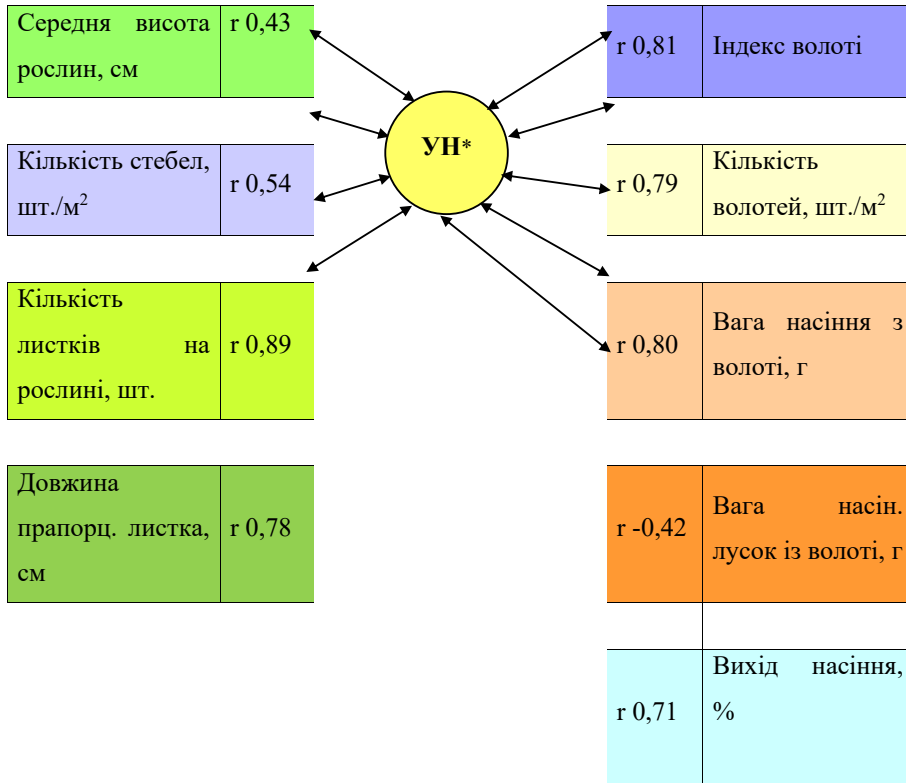 Середня висота
рослин, см
r 0,43
r 0,81
Індекс волоті
УН*
Кількість стебел,
шт./м²
r 0,54
r 0,79
Кількість
волотей, шт./м²
Кількість
листків на
рослині, шт.
r 0,89
r 0,80
Вага насіння з
волоті, г
Довжина
прапорц. листка,
см
r 0,78
r -0,42
Вага насін.
лусок із волоті, г
r 0,71
Вихід насіння,
%